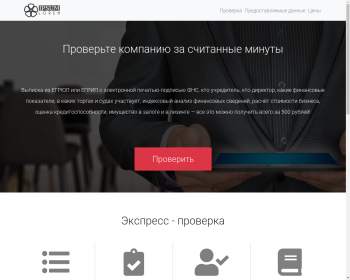 LOREM
Проверка Предоставляемые данные Цены
Проверьте компанию за считанные минуты
Выписка из ЕГРЮЛ или ЕГРИП с электронной печатью-подписью ФНС, кто учредитель, кто директор, какие финансовые
показатели, в каких торгах и судах участвует, индексовый анализ финансовых сведений, расчёт стоимости бизнеса,
оценка кредитоспособности, имущество в залоге и в лизинге — все это можно получить всего за 500 рублей!
Проверить
Экспресс - проверка